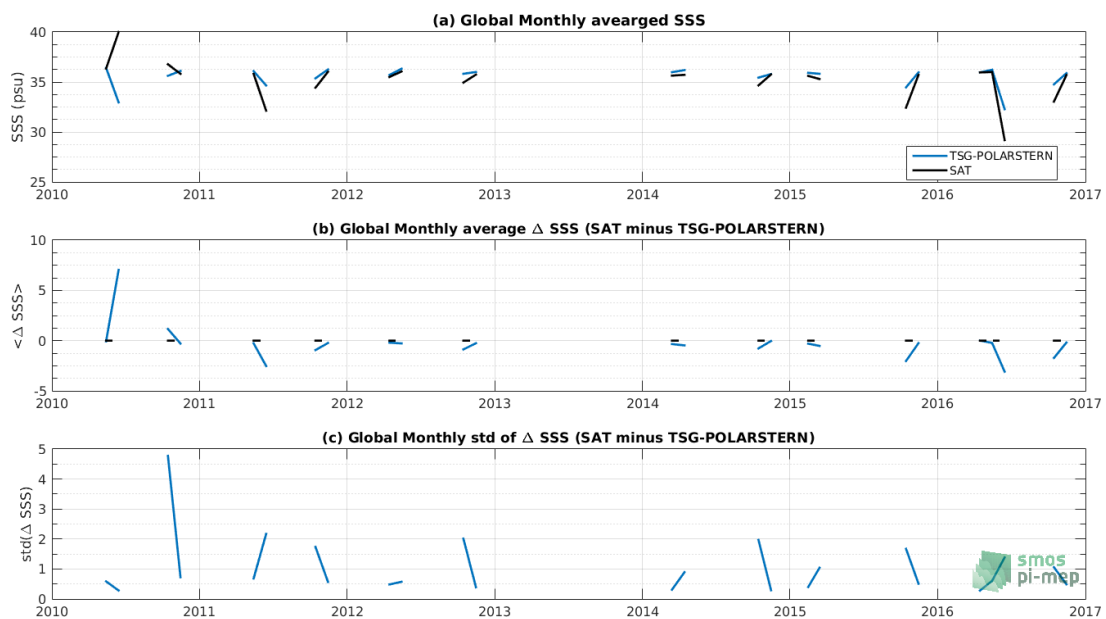 (a) Global Monthly avearged SSS
40
35
30
25
SSS (psu)
TSG-POLARSTERN
SAT
2010 2011 2012 2013 2014 2015 2016 2017
(b) Global Monthly average Δ SSS (SAT minus TSG-POLARSTERN)
10
5
0
-5
<Δ SSS>
2010 2011 2012 2013 2014 2015 2016 2017
(c) Global Monthly std of Δ SSS (SAT minus TSG-POLARSTERN)
5
4
3
2
1
0
std(Δ SSS)
smos
pi-mep
2010 2011 2012 2013 2014 2015 2016 2017